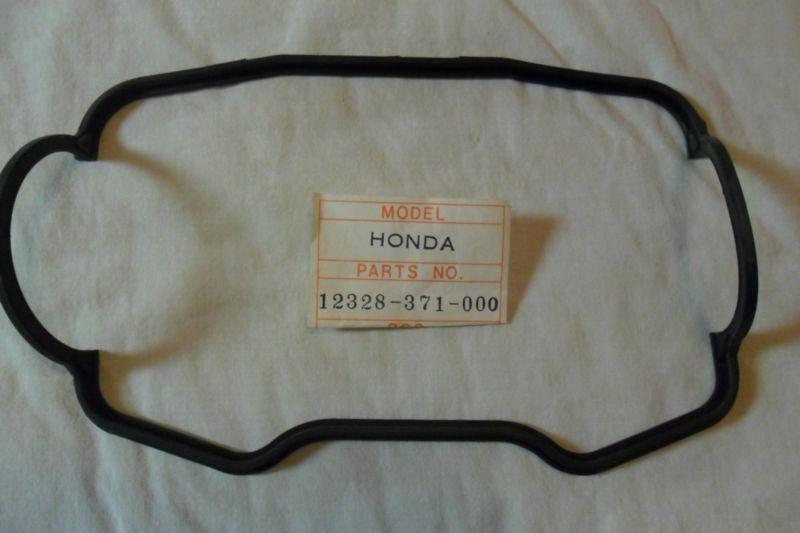 MODEL
HONDA
PARTS NO.
12328-371-000